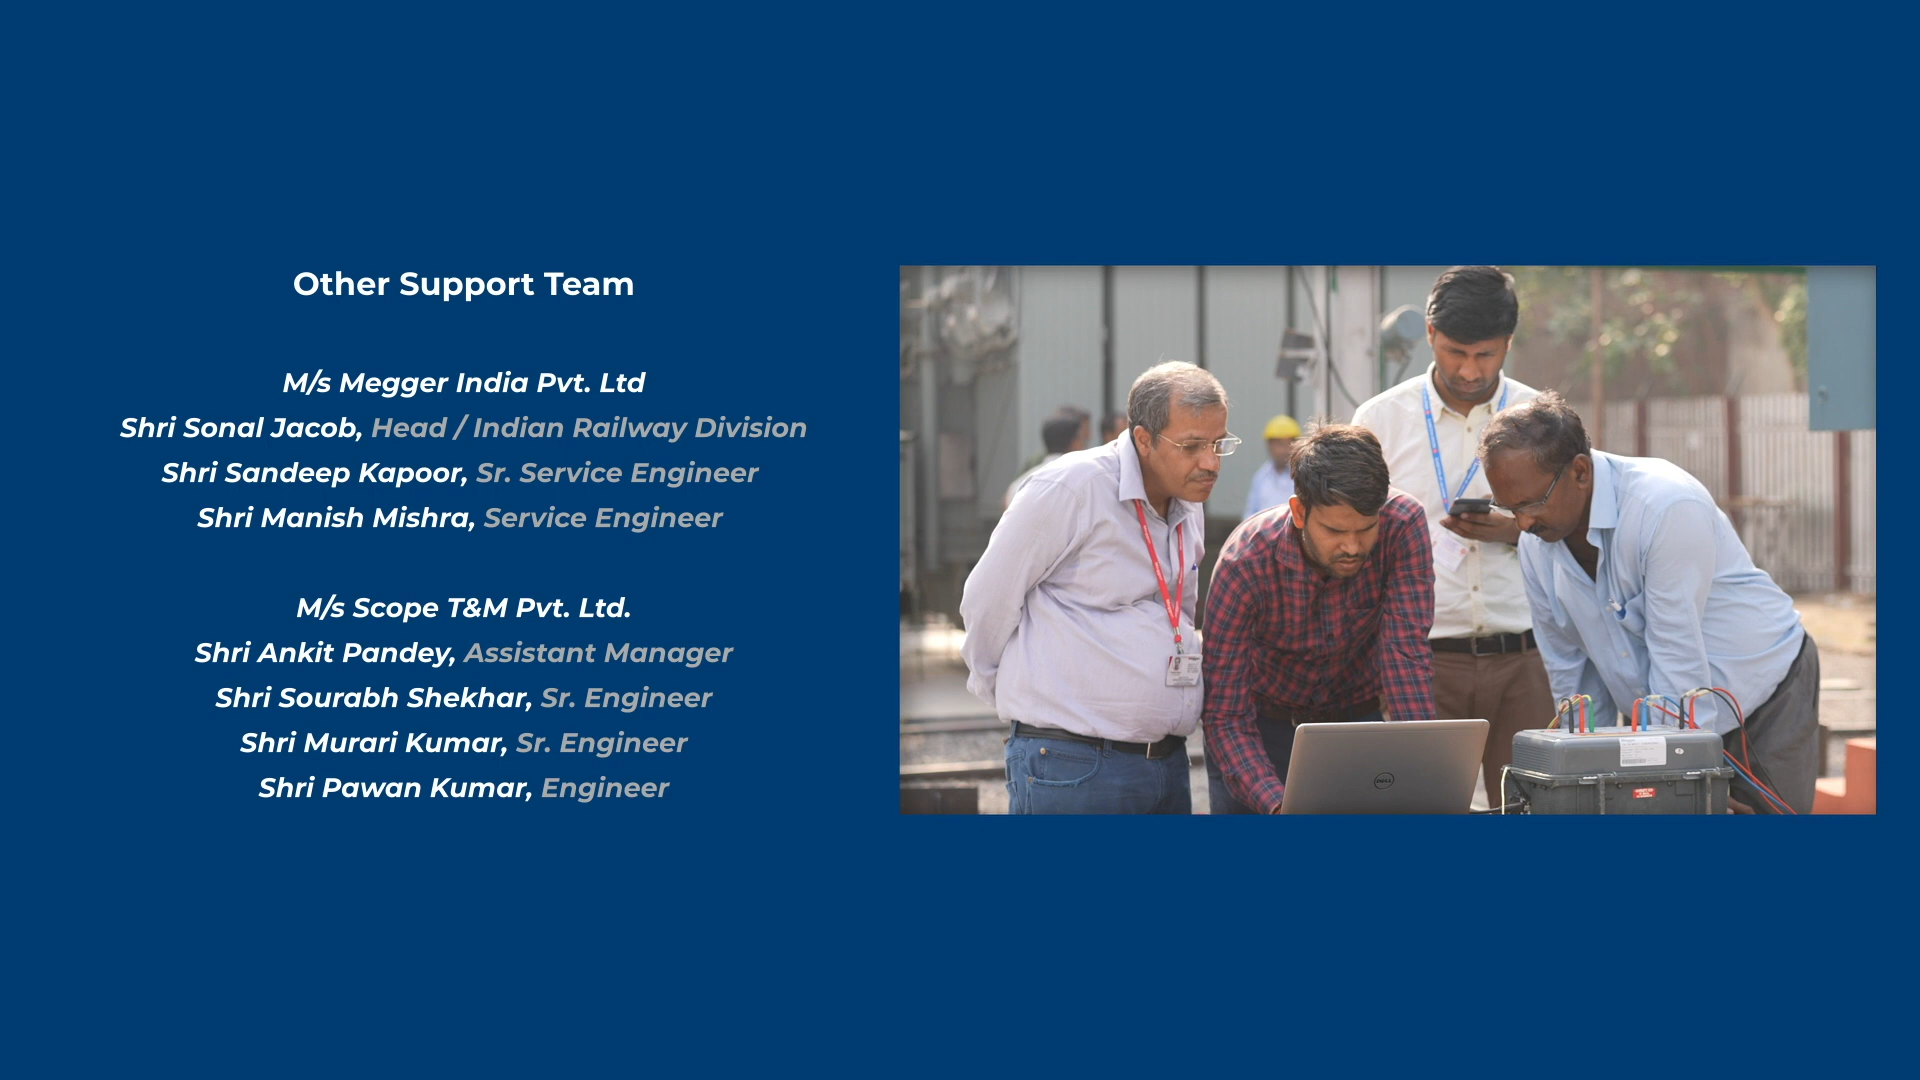 Other Support Team
M/s Megger India Pvt. Ltd
Shri Sonal Jacob, Head / Indian Railway Division
Shri Sandeep Kapoor, Sr. Service Engineer
Shri Manish Mishra, Service Engineer
M/s Scope T&M Pvt. Ltd.
Shri Ankit Pandey, Assistant Manager
Shri Sourabh Shekhar, Sr. Engineer
Shri Murari Kumar, Sr. Engineer
Shri Pawan Kumar, Engineer
DELL